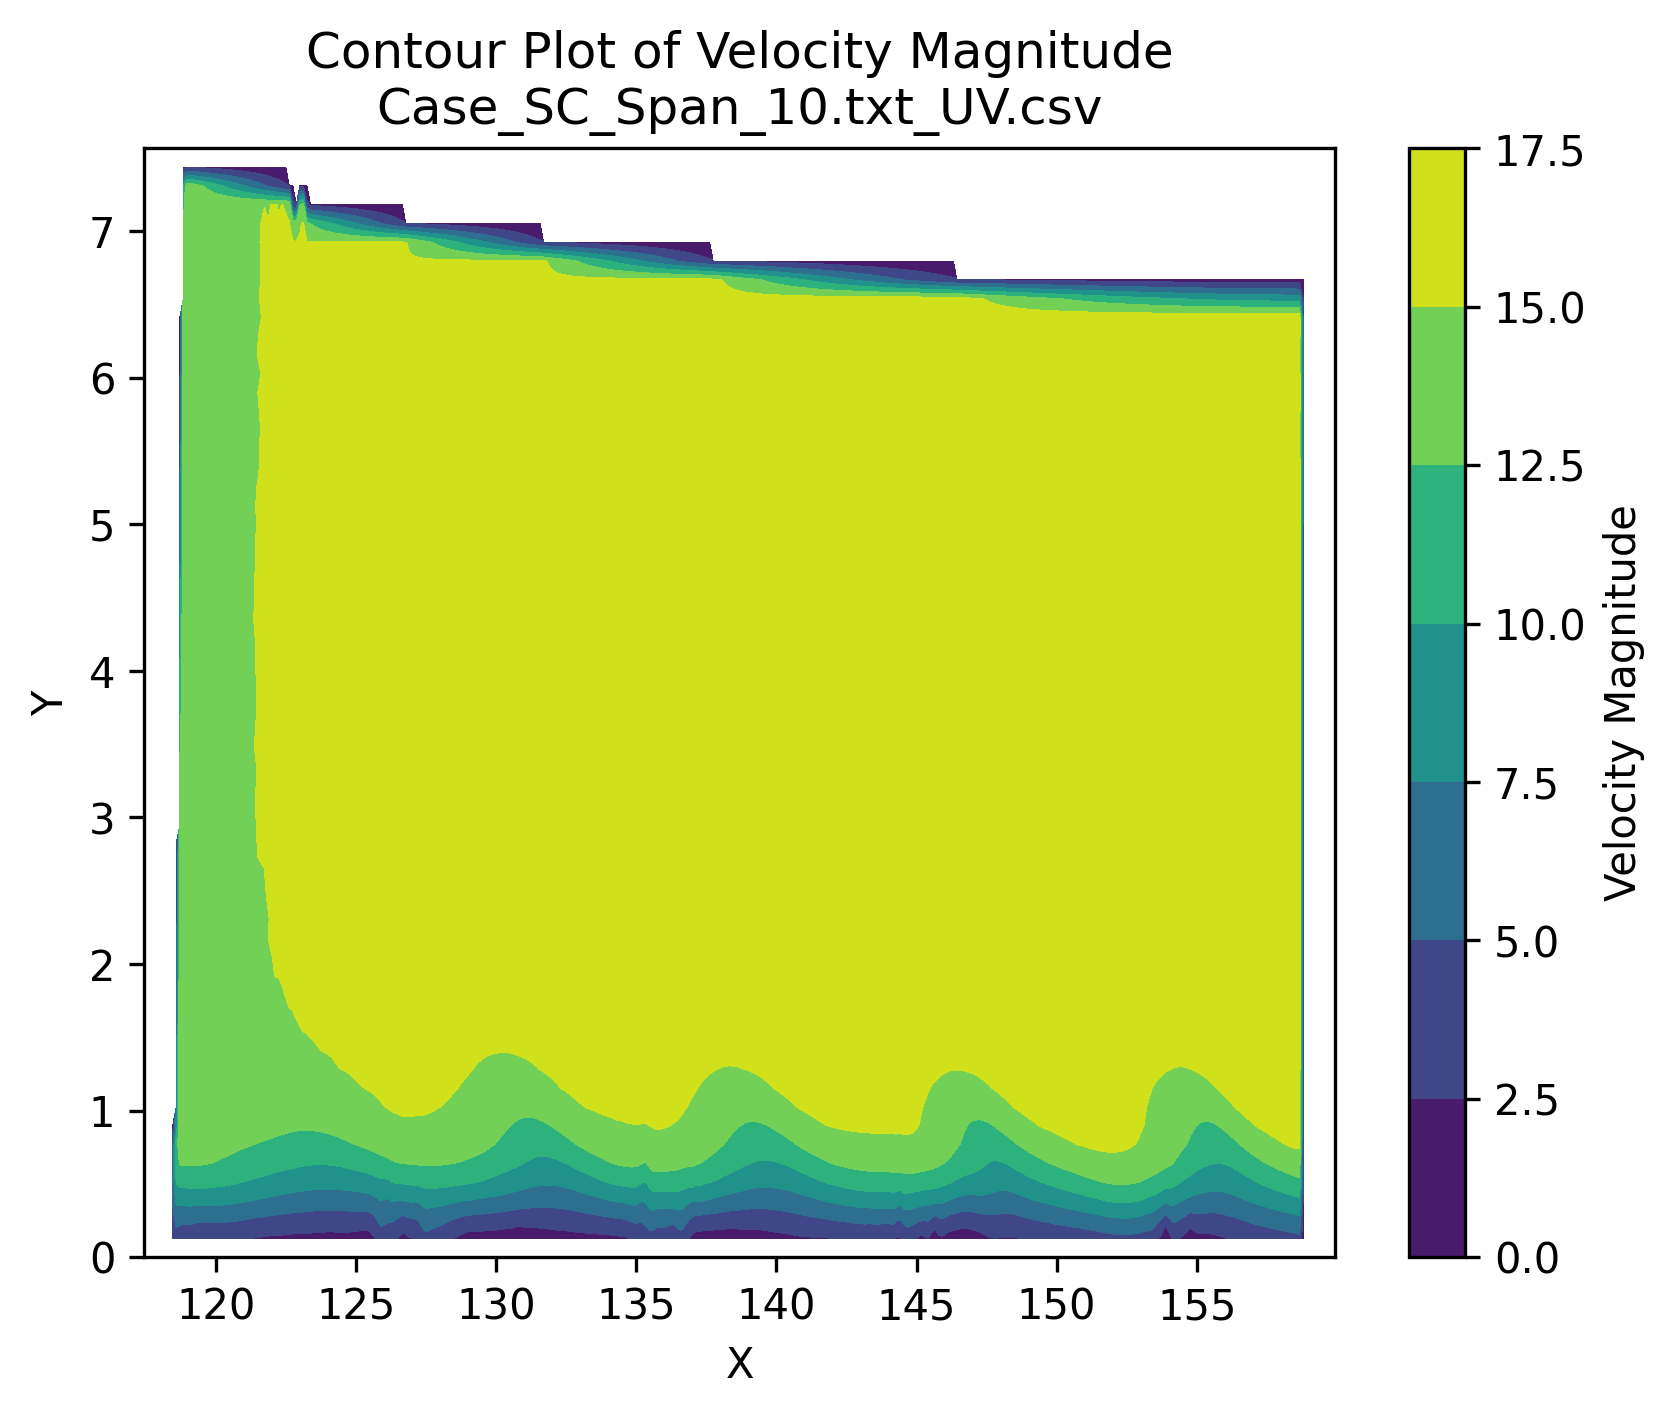 Contour Plot of Velocity Magnitude
Case_SC_Span_10.txt_UV.csv
Y
7
6
5
4
3
2
1
0
120 125 130 135 140 145 150 155
X
17.5
15.0
12.5
10.0
7.5
5.0
2.5
0.0
Velocity Magnitude